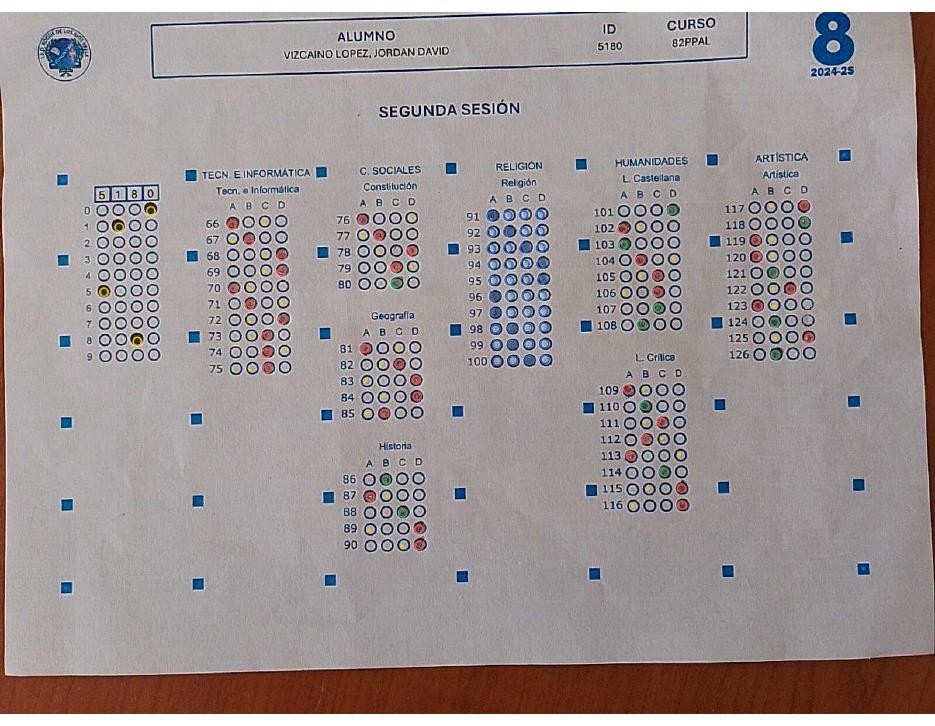 ALUMNO
VIZCAINO LOPEZ, JORDAN DAVID
ID
5180
CURSO
82PPAL
8
2024-2S
SEGUNDA SESIÓN
5 1 8 0
0
1
2
3
4
5
6
7
8
9
TECN. E INFORMÁTICA
Tecn. e Informática
A B C D
66
67
68
69
70
71
72
73
74
75
C. SOCIALES
Constitución
A B C D
76
77
78
79
80
Geografía
A B C D
81
82
83
84
85
Historia
A B C D
86
87
88
89
90
RELIGIÓN
Religión
A B C D
91
92
93
94
95
96
97
98
99
100
HUMANIDADES
L. Castellana
A B C D
101
102
103
104
105
106
107
108
L. Crítica
A B C D
109
110
111
112
113
114
115
116
ARTÍSTICA
Artística
A B C D
117
118
119
120
121
122
123
124
125
126